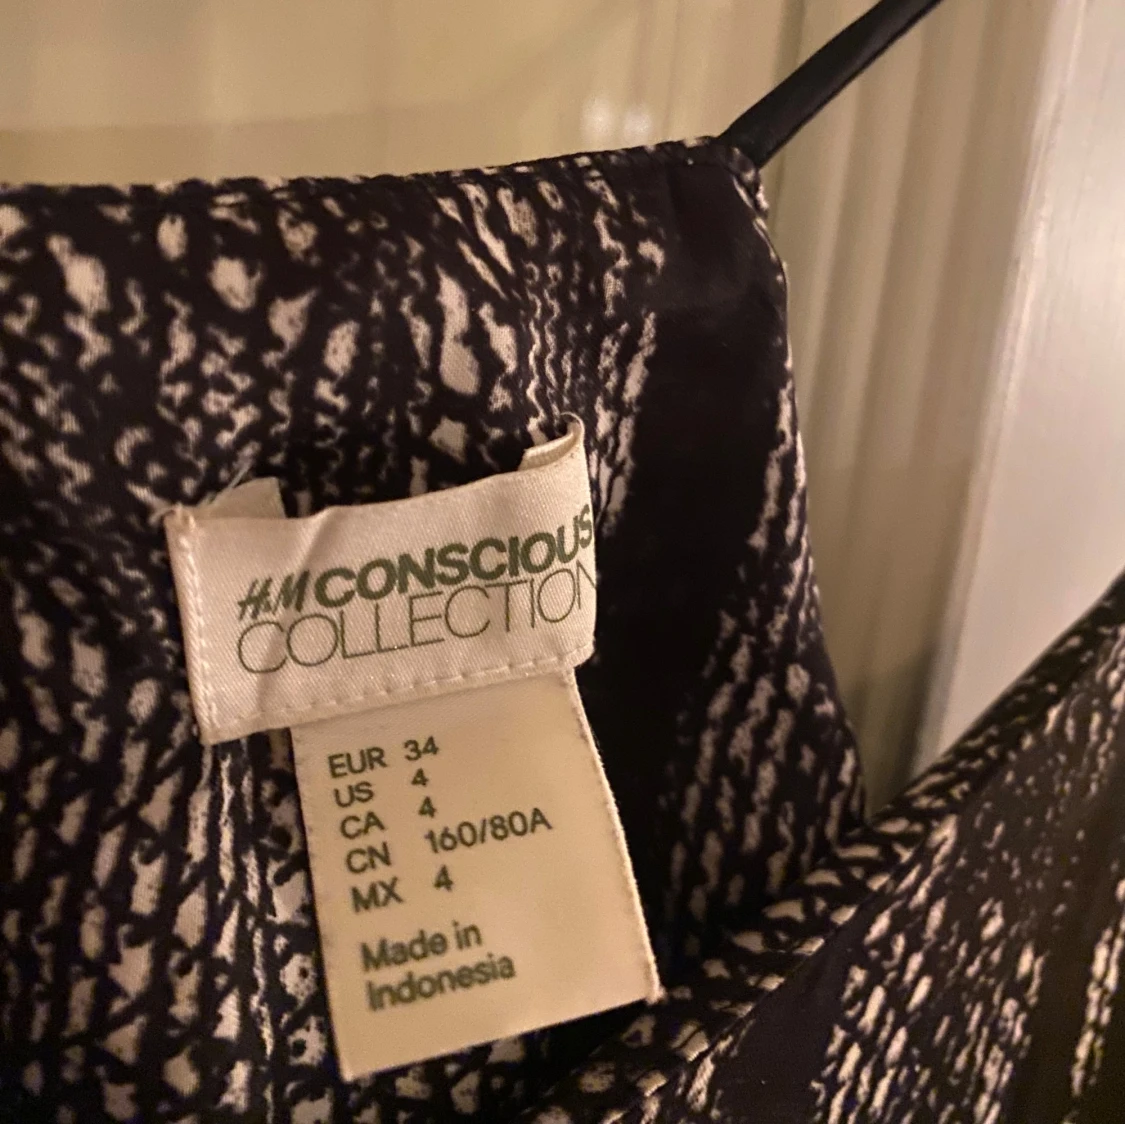 H&M CONSCIOUS
COLLECTION
EUR 34
US 4
CA 4
CN 160/80A
MX 4
Made in
Indonesia